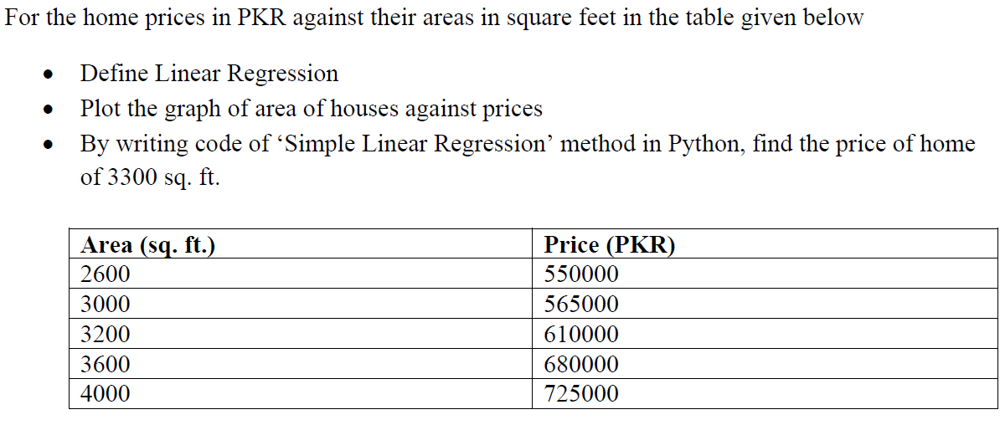 For the home prices in PKR against their areas in square feet in the table given below
• Define Linear Regression
• Plot the graph of area of houses against prices
• By writing code of ‘Simple Linear Regression’ method in Python, find the price of home
of 3300 sq. ft.
Area (sq. ft.) Price (PKR)
2600 550000
3000 565000
3200 610000
3600 680000
4000 725000